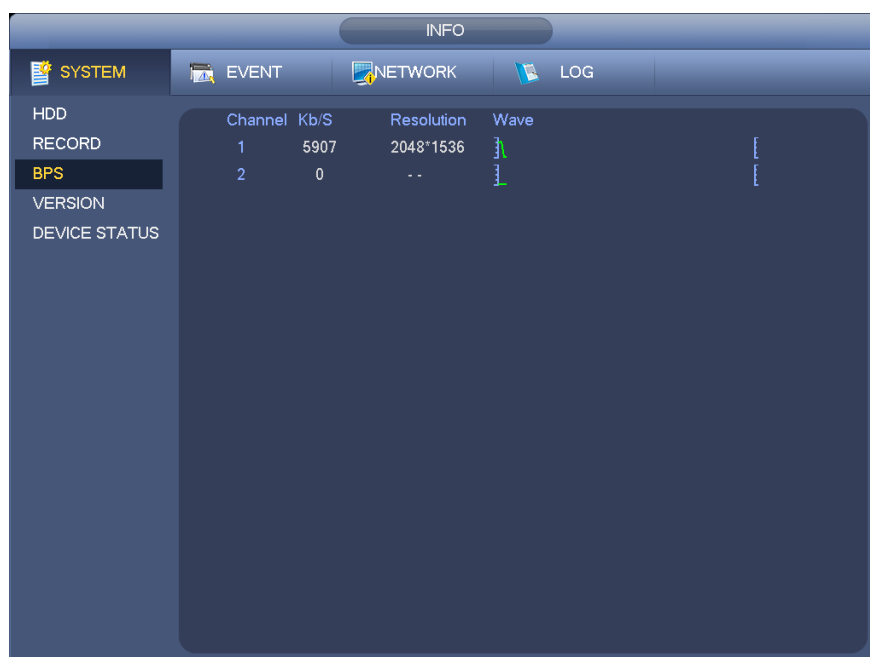 INFO
SYSTEM EVENT NETWORK LOG
HDD
RECORD
BPS
VERSION
DEVICE STATUS
Channel Kb/S Resolution Wave
1 5907 2048*1536
2 0 - -